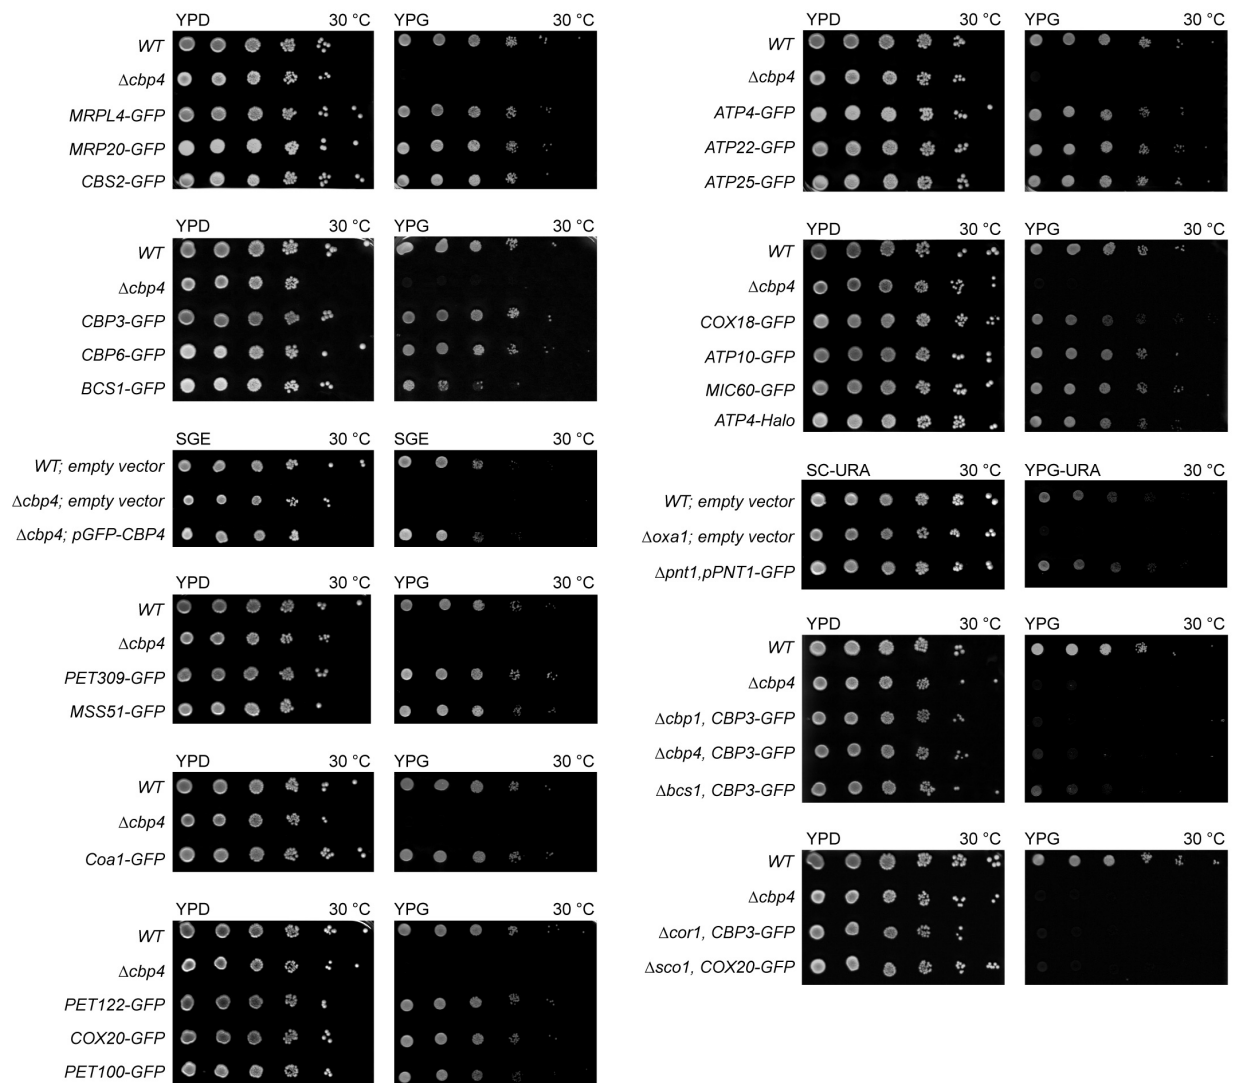 YPD 30 °C YPG 30 °C
WT
Δcbp4
MRPL4-GFP
MRP20-GFP
CBS2-GFP
YPD 30 °C YPG 30 °C
WT
Δcbp4
CBP3-GFP
CBP6-GFP
BCS1-GFP
SGE 30 °C SGE 30 °C
WT; empty vector
Δcbp4; empty vector
Δcbp4; pGFP-CBP4
YPD 30 °C YPG 30 °C
WT
Δcbp4
PET309-GFP
MSS51-GFP
YPD 30 °C YPG 30 °C
WT
Δcbp4
Coa1-GFP
YPD 30 °C YPG 30 °C
WT
Δcbp4
PET122-GFP
COX20-GFP
PET100-GFP
YPD 30 °C YPG 30 °C
WT
Δcbp4
ATP4-GFP
ATP22-GFP
ATP25-GFP
YPD 30 °C YPG 30 °C
WT
Δcbp4
COX18-GFP
ATP10-GFP
MIC60-GFP
ATP4-Halo
SC-URA 30 °C YPG-URA 30 °C
WT; empty vector
Δoxa1; empty vector
Δpnt1,pPNT1-GFP
YPD 30 °C YPG 30 °C
WT
Δcbp4
Δcbp1, CBP3-GFP
Δcbp4, CBP3-GFP
Δbcs1, CBP3-GFP
YPD 30 °C YPG 30 °C
WT
Δcbp4
Δcor1, CBP3-GFP
Δsco1, COX20-GFP